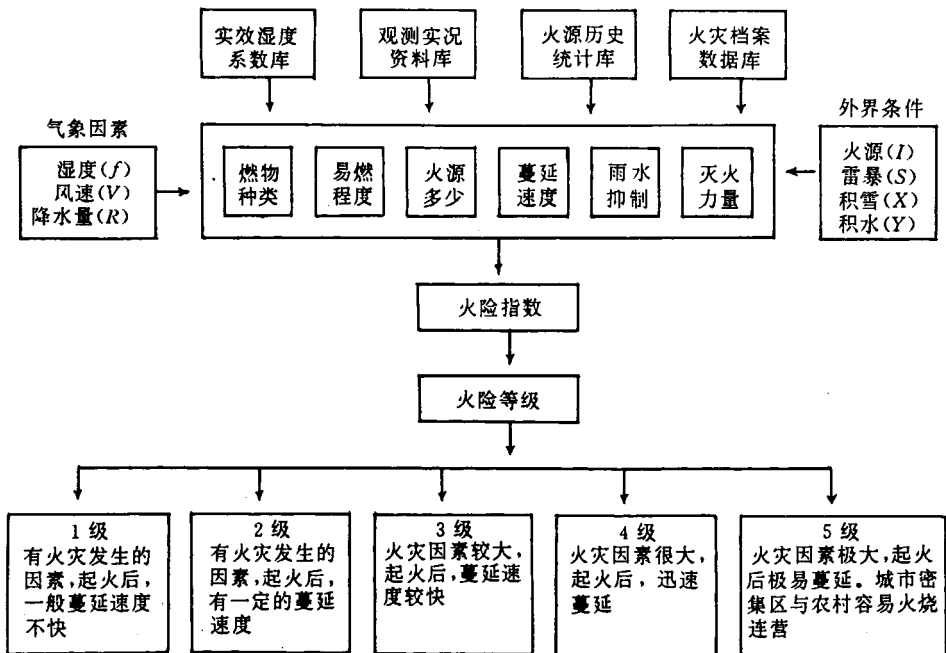 实效湿度
系数库
观测实况
资料库
火源历史
统计库
火灾档案
数据库
气象因素
湿度(f)
风速(V)
降水量(R)
燃物
种类
易燃
程度
火源
多少
蔓延
速度
雨水
抑制
灭火
力量
外界条件
火源(I)
雷暴(S)
积雪(X)
积水(Y)
火险指数
火险等级
1级
有火灾发生的
因素,起火后,
一般蔓延速度
不快
2级
有火灾发生的
因素,起火后,
有一定的蔓延
速度
3级
火灾因素较大,
起火后,蔓延速
度较快
4级
火灾因素很大,
起火后,迅速
蔓延
5级
火灾因素极大,起火
后极易蔓延。城市密
集区与农村容易火烧
连营